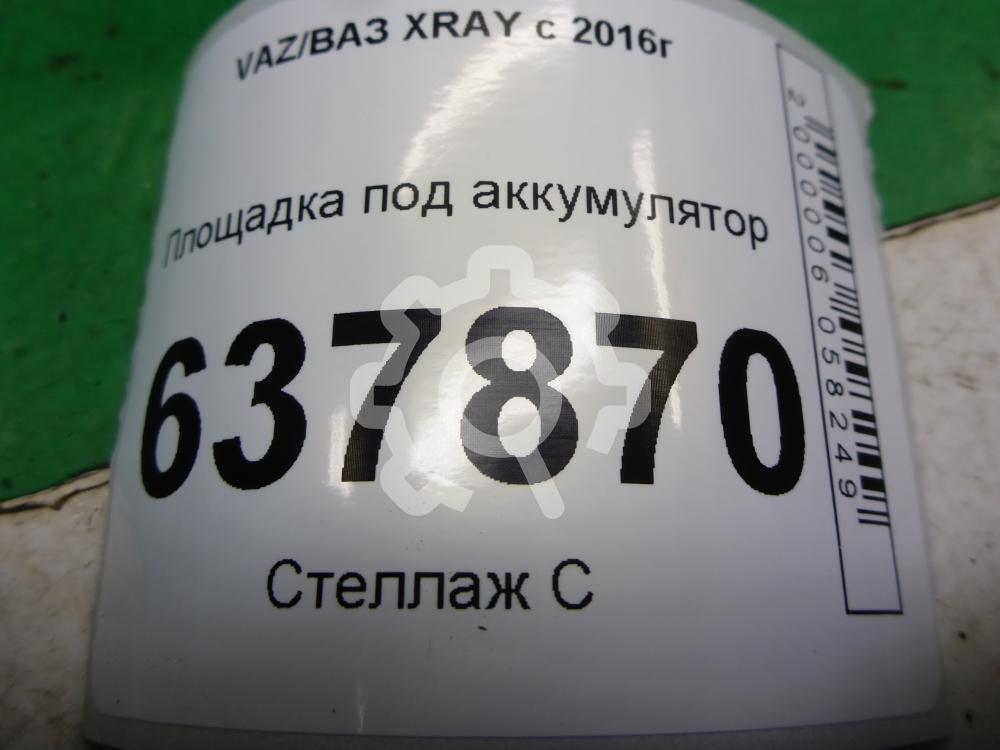 VAZ/ВАЗ XRAY с 2016г
Площадка под аккумулятор
637870
Стеллаж С
2000006058249